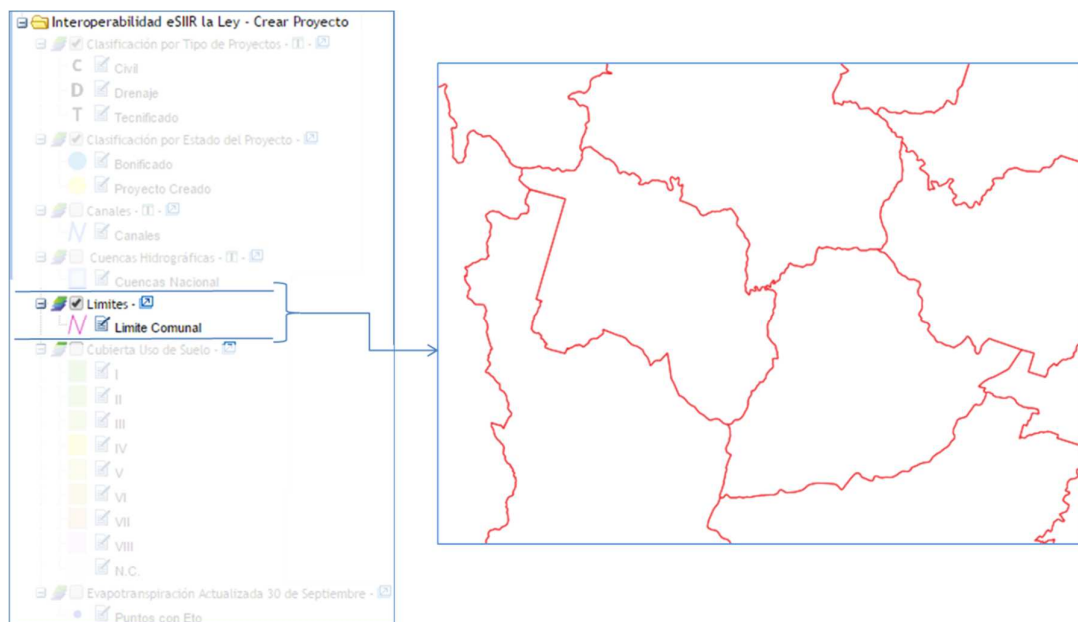 Interoperabilidad eSIIR la Ley - Crear Proyecto
Clasificación por Tipo de Proyectos -  -
C Civil
D Drenaje
T Tecnificado
Clasificación por Estado del Proyecto -
Bonificado
Proyecto Creado
Canales -  -
Canales
Cuencas Hidrográficas -  -
Cuencas Nacional
Limites -
Limite Comunal
Cubierta Uso de Suelo -
I
II
III
IV
V
VI
VII
VIII
N.C.
Evapotranspiración Actualizada 30 de Septiembre -
Puntos con Eto